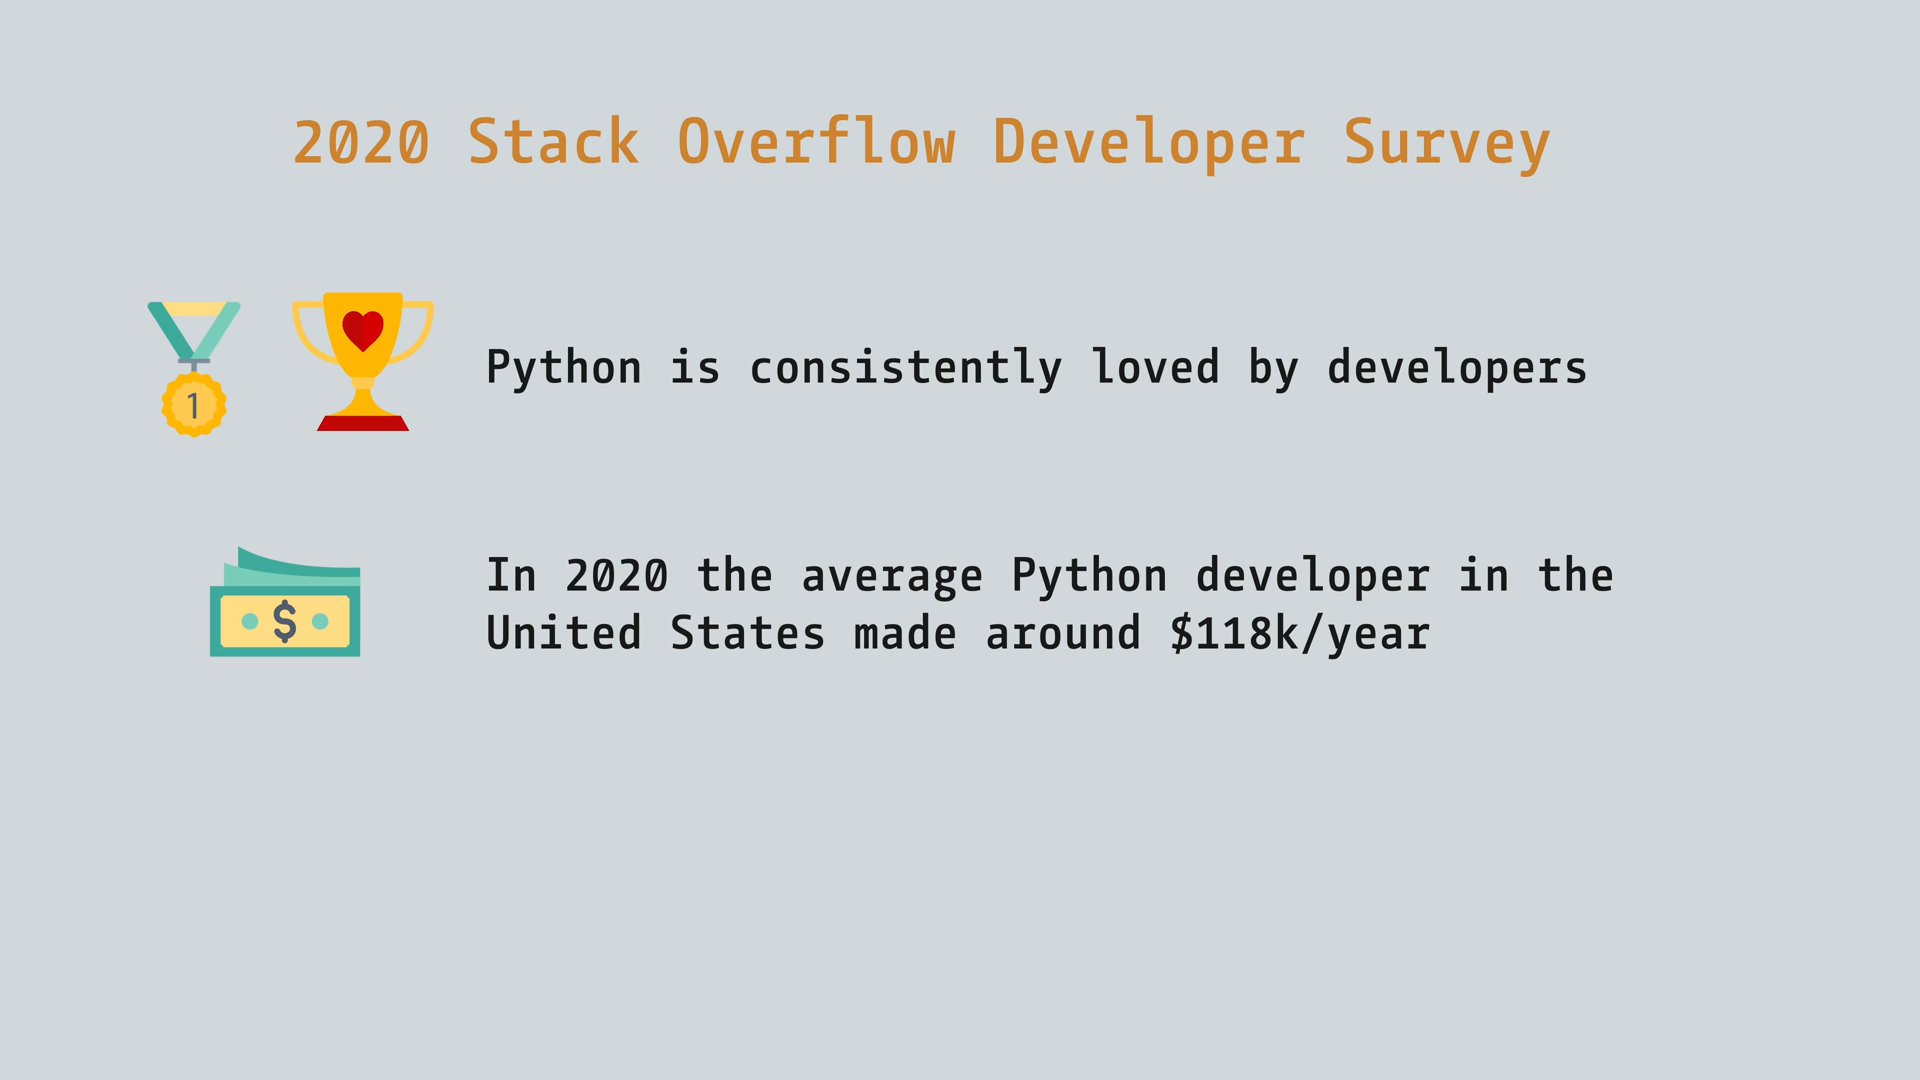 2020 Stack Overflow Developer Survey
1
Python is consistently loved by developers
$
In 2020 the average Python developer in the
United States made around $118k/year